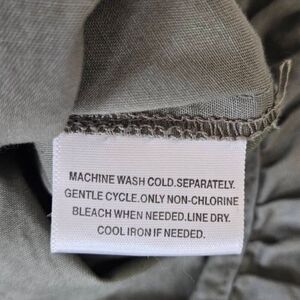 MACHINE WASH COLD.SEPARATELY.
GENTLE CYCLE.ONLY NON-CHLORINE
BLEACH WHEN NEEDED.LINE DRY.
COOL IRON IF NEEDED.